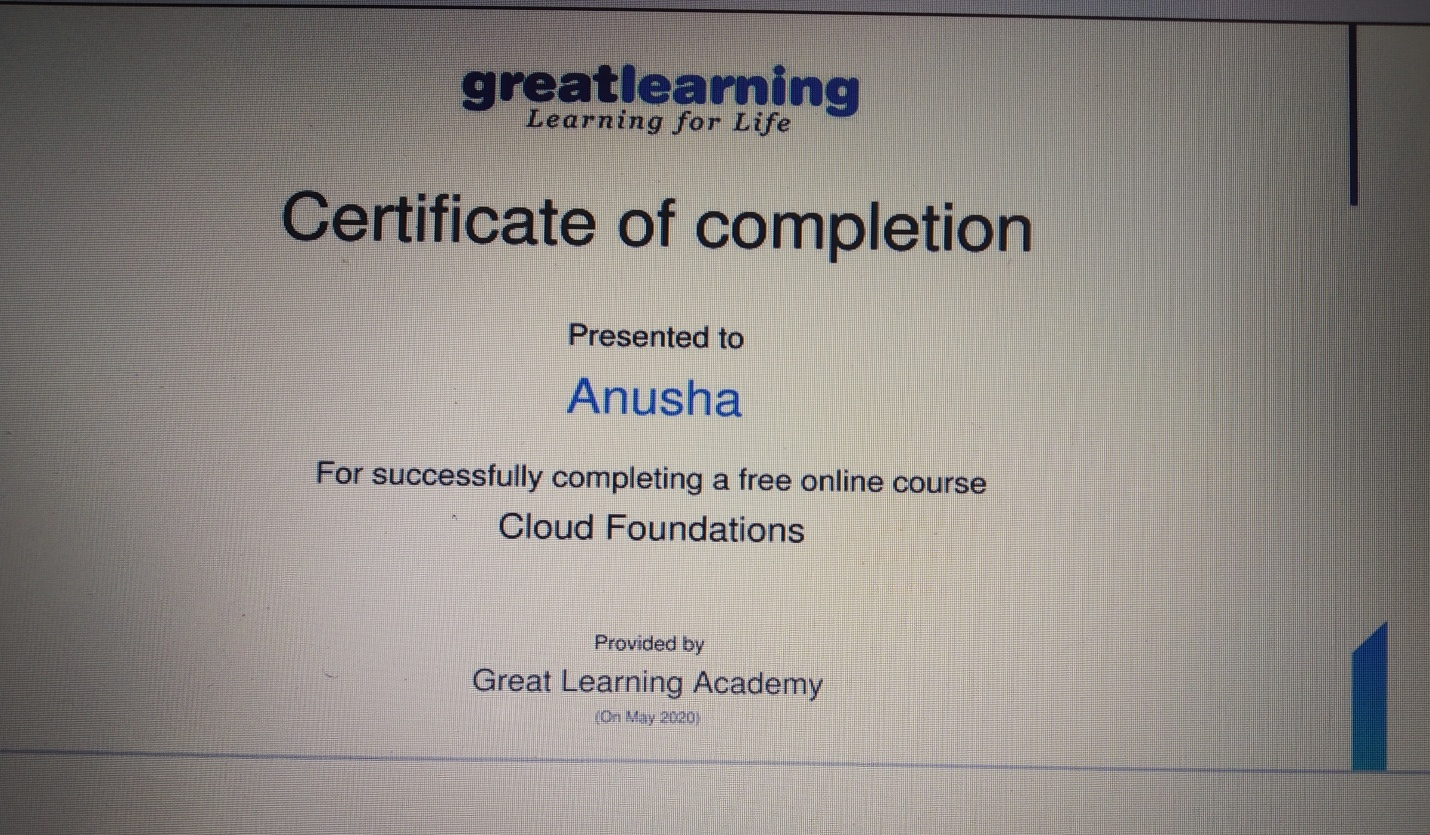 greatlearning
Learning for Life
Certificate of completion
Presented to
Anusha
For successfully completing a free online course
Cloud Foundations
Provided by
Great Learning Academy
(On May 2020)